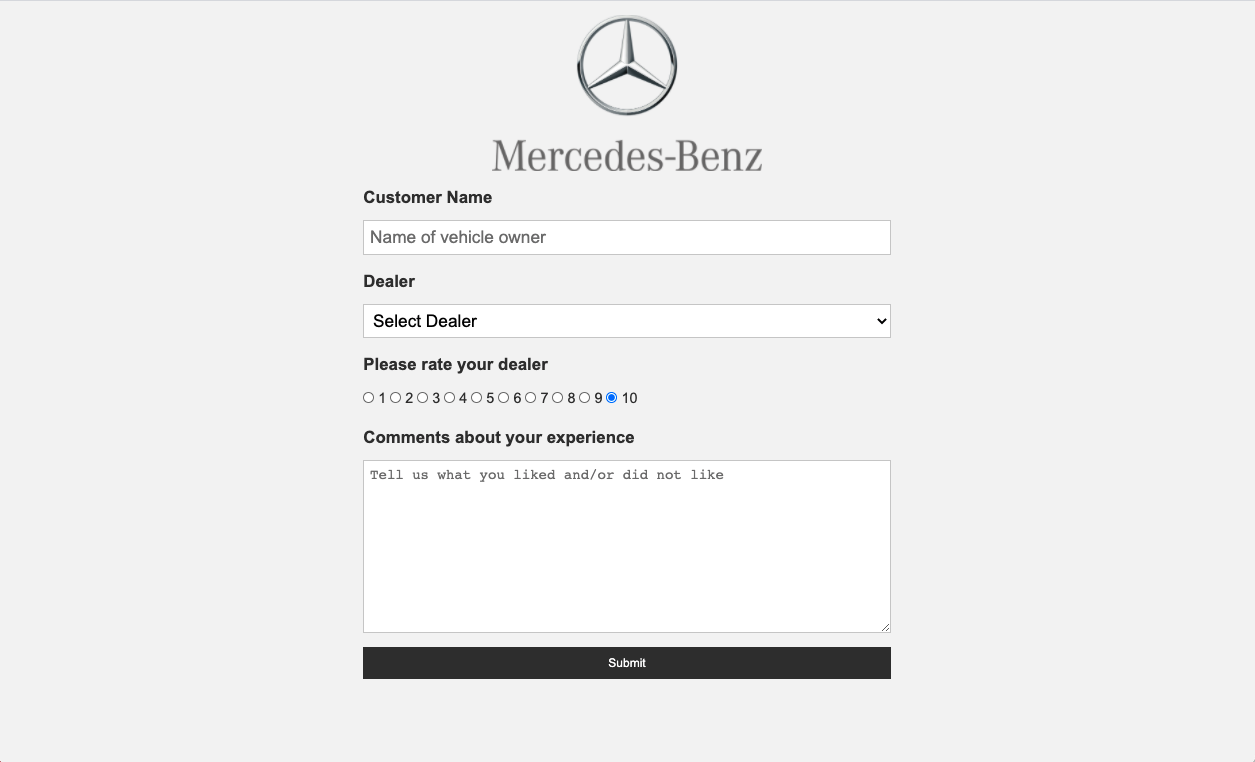 Mercedes-Benz
Customer Name
Name of vehicle owner
Dealer
Select Dealer
Please rate your dealer
1 2 3 4 5 6 7 8 9 10
Comments about your experience
Tell us what you liked and/or did not like
Submit